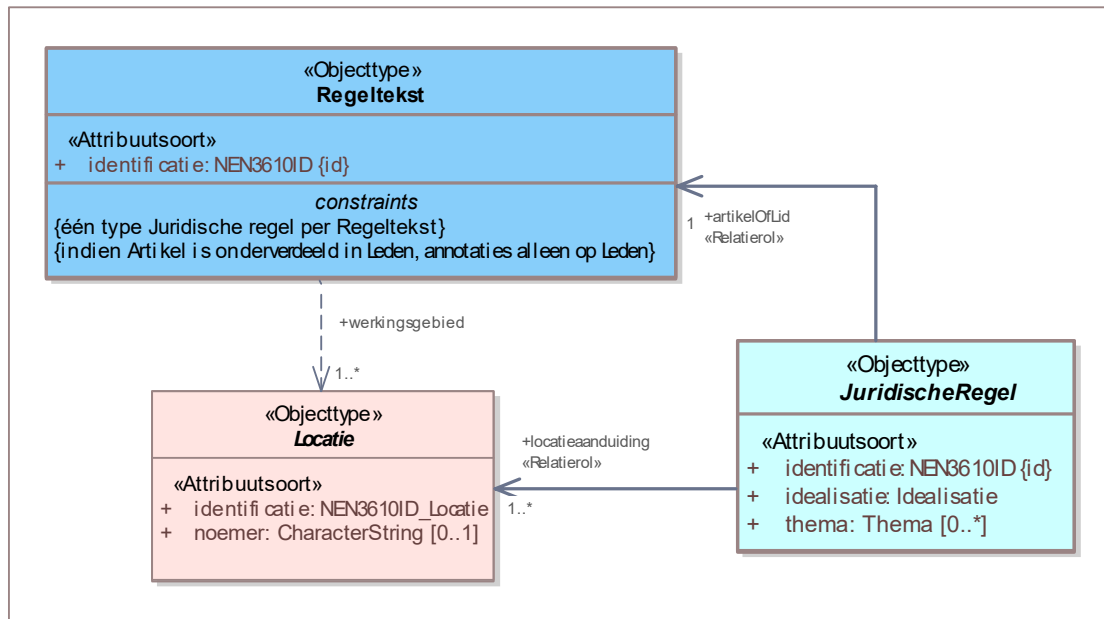 «Objecttype»
Regeltekst
«Attribuutsoort»
+ identificatie: NEN3610ID {id}
constraints
{één type Juridische regel per Regeltekst}
{indien Artikel is onderverdeeld in Leden, annotaties alleen op Leden}
1 +artikelOfLid
«Relatierol»
+werkingsgebied
1..*
«Objecttype»
Locatie
«Attribuutsoort»
+ identificatie: NEN3610ID_Locatie
+ noemer: CharacterString [0..1]
+locatieaanduiding
«Relatierol»
1..*
«Objecttype»
JuridischeRegel
«Attribuutsoort»
+ identificatie: NEN3610ID {id}
+ idealisatie: Idealisatie
+ thema: Thema [0..*]